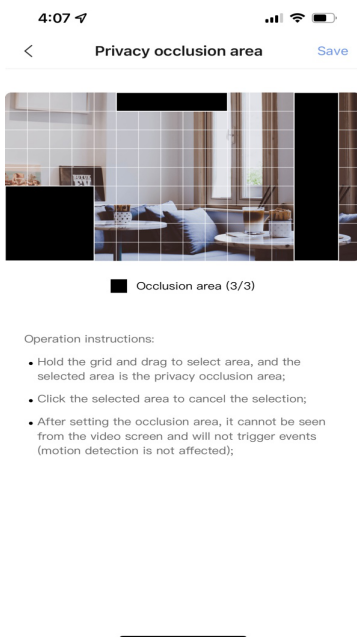 4:07
Privacy occlusion area
Save
Occlusion area (3/3)
Operation instructions:
Hold the grid and drag to select area, and the
selected area is the privacy occlusion area;
Click the selected area to cancel the selection;
After setting the occlusion area, it cannot be seen
from the video screen and will not trigger events
(motion detection is not affected);